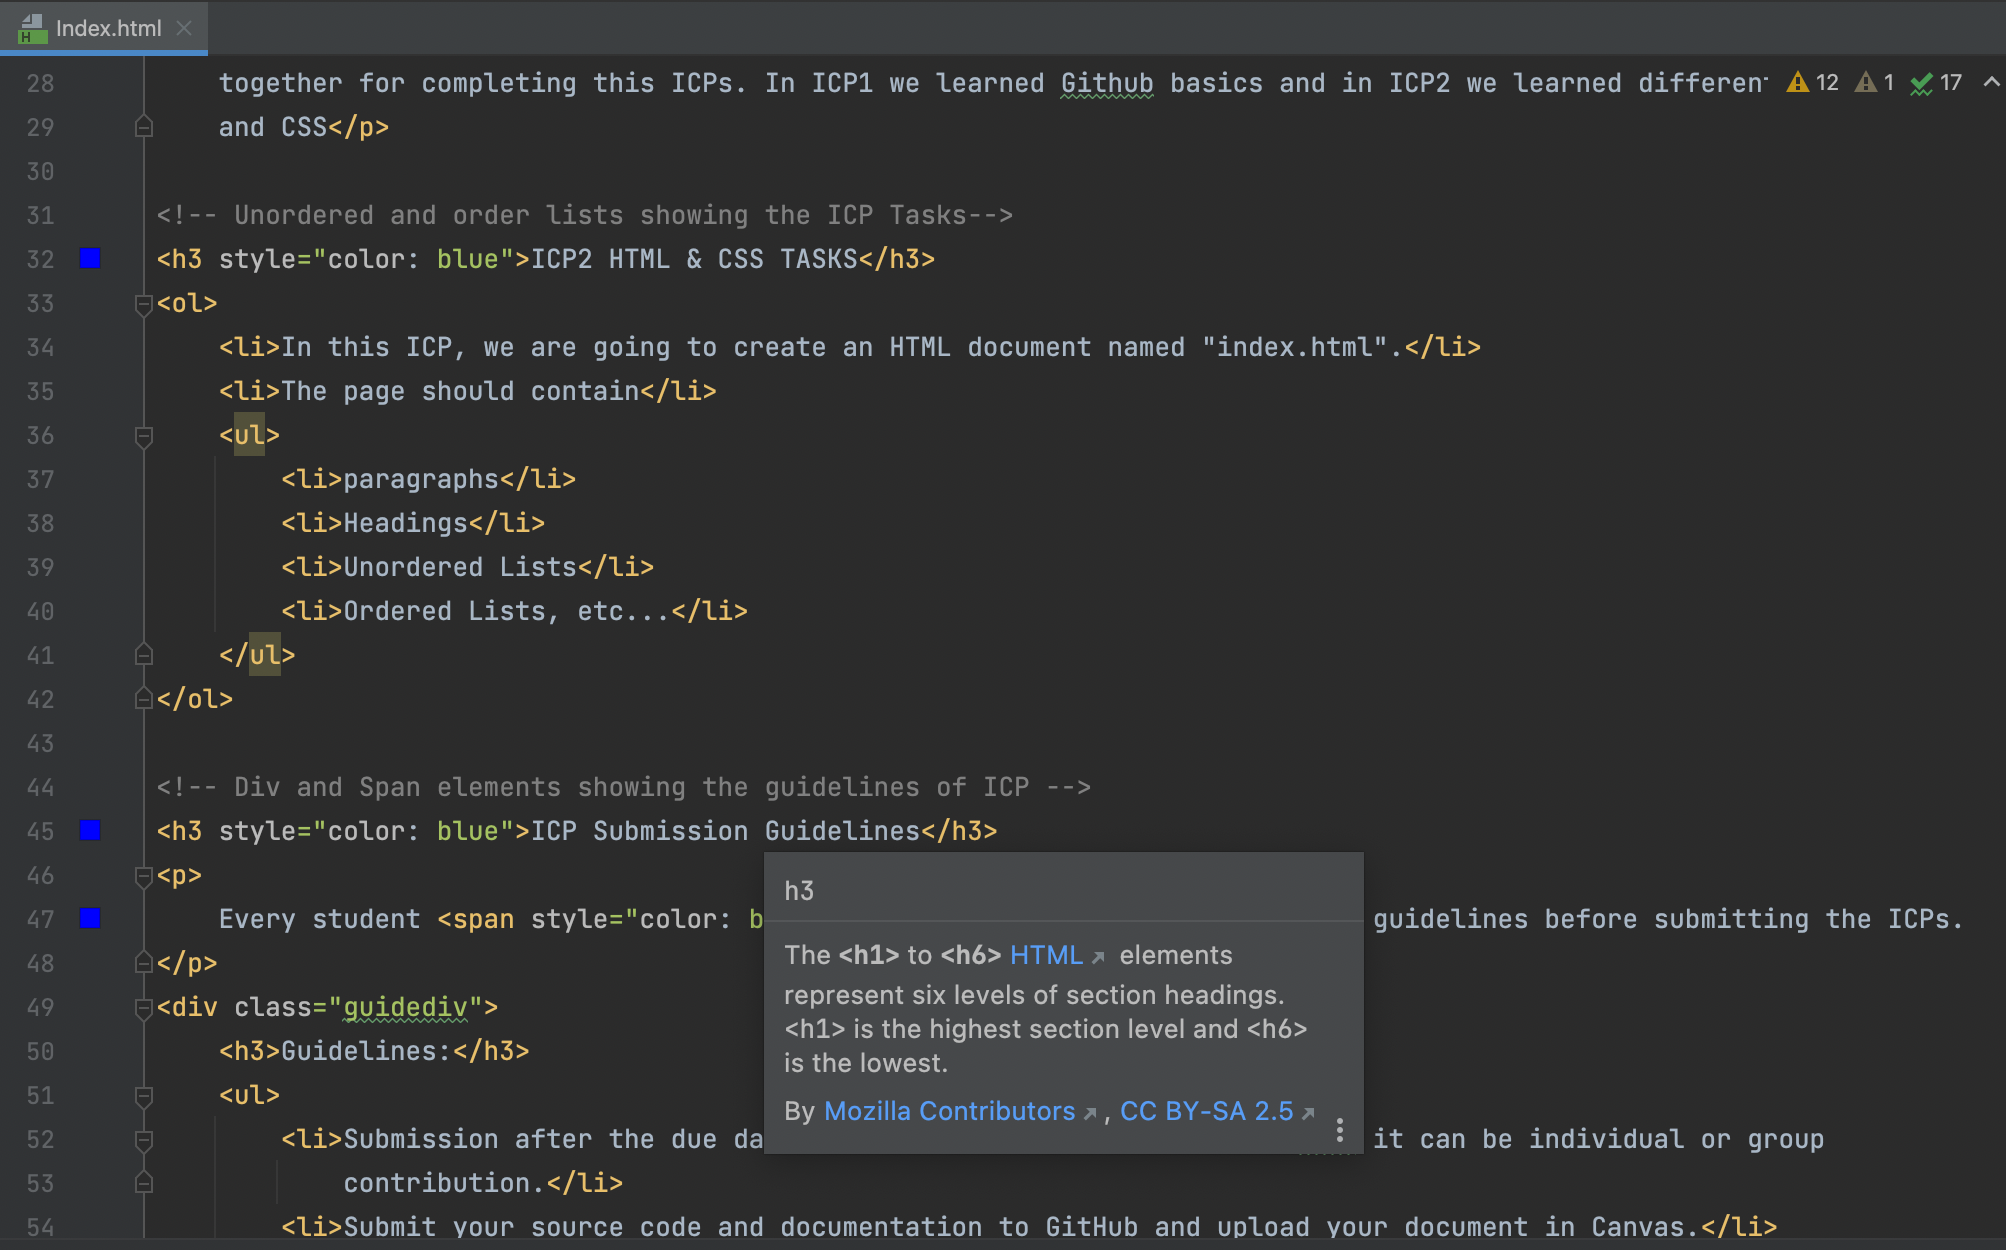 Index.html
28 together for completing this ICPs. In ICP1 we learned Github basics and in ICP2 we learned differen 12 1 17
29 and CSS</p>
30
31 <!-- Unordered and order lists showing the ICP Tasks-->
32 <h3 style="color: blue">ICP2 HTML & CSS TASKS</h3>
33 <ol>
34 <li>In this ICP, we are going to create an HTML document named "index.html".</li>
35 <li>The page should contain</li>
36 <ul>
37 <li>paragraphs</li>
38 <li>Headings</li>
39 <li>Unordered Lists</li>
40 <li>Ordered Lists, etc...</li>
41 </ul>
42 </ol>
43
44 <!-- Div and Span elements showing the guidelines of ICP -->
45 <h3 style="color: blue">ICP Submission Guidelines</h3>
46 <p>
47 Every student <span style="color: b guidelines before submitting the ICPs.
48 </p>
49 <div class="guidediv">
50 <h3>Guidelines:</h3>
51 <ul>
52 <li>Submission after the due da it can be individual or group
53 contribution.</li>
54 <li>Submit your source code and documentation to GitHub and upload your document in Canvas.</li>
h3
The <h1> to <h6> HTML elements
represent six levels of section headings.
<h1> is the highest section level and <h6>
is the lowest.
By Mozilla Contributors , CC BY-SA 2.5